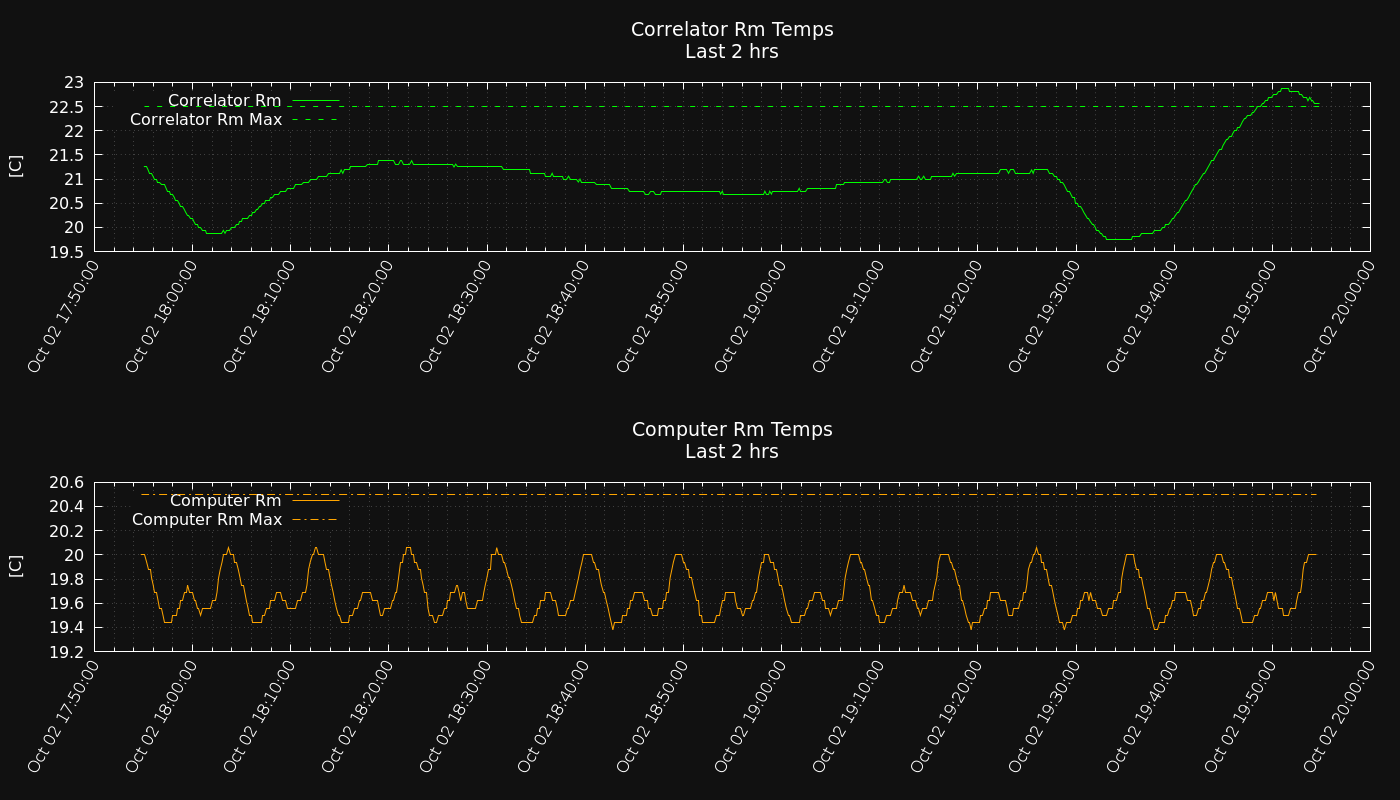 Correlator Rm Temps
Last 2 hrs
[C]
23
22.5
22
21.5
21
20.5
20
19.5
Correlator Rm
Correlator Rm Max
Oct 02 17:50:00
Oct 02 18:00:00
Oct 02 18:10:00
Oct 02 18:20:00
Oct 02 18:30:00
Oct 02 18:40:00
Oct 02 18:50:00
Oct 02 19:00:00
Oct 02 19:10:00
Oct 02 19:20:00
Oct 02 19:30:00
Oct 02 19:40:00
Oct 02 19:50:00
Oct 02 20:00:00
Computer Rm Temps
Last 2 hrs
[C]
20.6
20.4
20.2
20
19.8
19.6
19.4
19.2
Computer Rm
Computer Rm Max
Oct 02 17:50:00
Oct 02 18:00:00
Oct 02 18:10:00
Oct 02 18:20:00
Oct 02 18:30:00
Oct 02 18:40:00
Oct 02 18:50:00
Oct 02 19:00:00
Oct 02 19:10:00
Oct 02 19:20:00
Oct 02 19:30:00
Oct 02 19:40:00
Oct 02 19:50:00
Oct 02 20:00:00